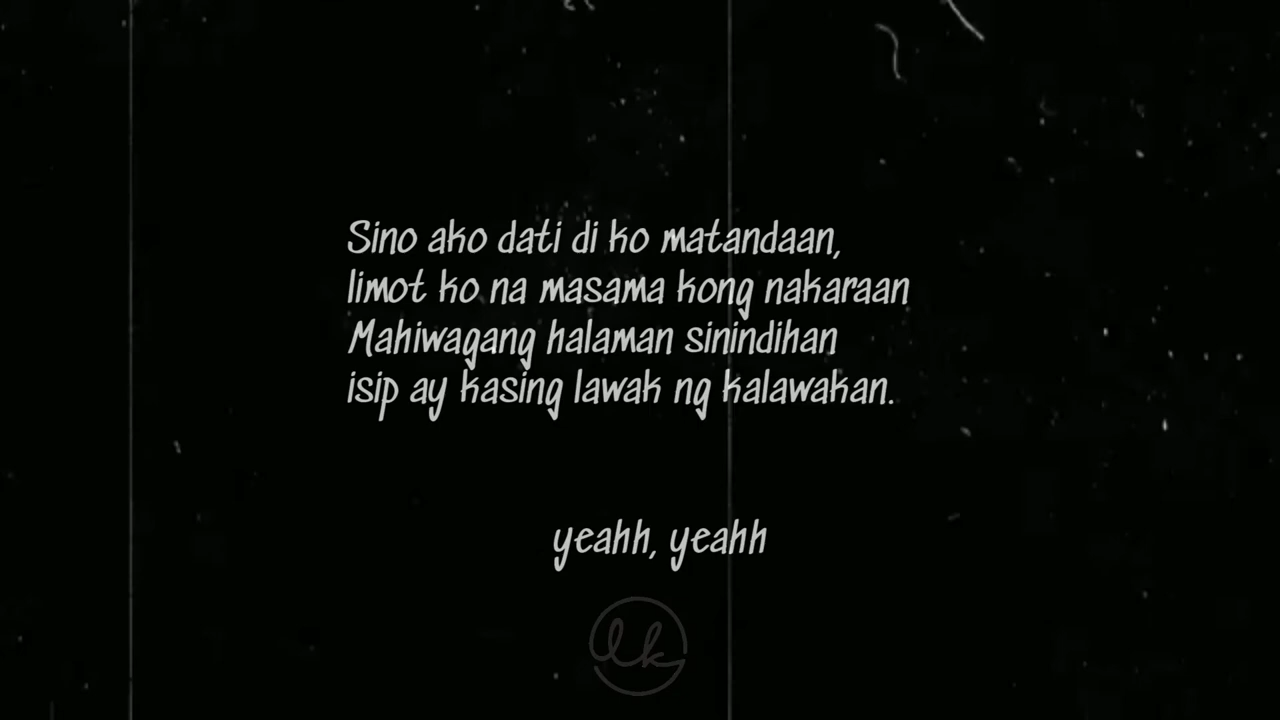 Sino ako dati di ko matandaan,
limot ko na masama kong nakaraan
Mahiwagang halaman sinindihan
isip ay kasing lawak ng kalawakan.
yeahh, yeahh
lk